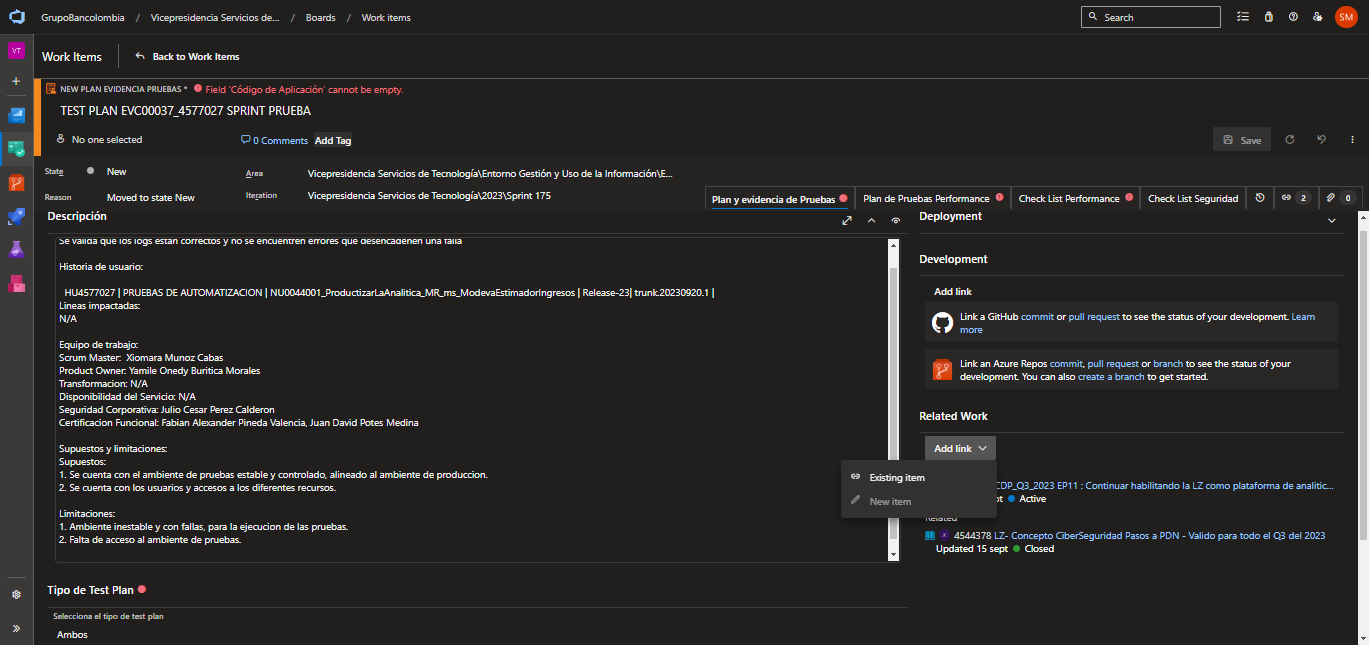 GrupoBancolombia / Vicepresidencia Servicios de... / Boards / Work items
Search
SM
VT
Work Items
Back to Work Items
NEW PLAN EVIDENCIA PRUEBAS * Field 'Código de Aplicación' cannot be empty.
TEST PLAN EVC00037_4577027 SPRINT PRUEBA
No one selected
0 Comments
Add Tag
Save
State
New
Area
Vicepresidencia Servicios de Tecnología\Entorno Gestión y Uso de la Información\E...
Reason
Moved to state New
Iteration
Vicepresidencia Servicios de Tecnología\2023\Sprint 175
Plan y evidencia de Pruebas
Plan de Pruebas Performance
Check List Performance
Check List Seguridad
2
0
Descripción
Se valida que los logs estan correctos y no se encuentren errores que desencadenen una falla
Historia de usuario:
HU4577027 | PRUEBAS DE AUTOMATIZACION | NU0044001_ProductizarLaAnalitica_MR_ms_ModevaEstimadorIngresos | Release-23| trunk.20230920.1 |
Lineas impactadas:
N/A
Equipo de trabajo:
Scrum Master: Xiomara Munoz Cabas
Product Owner: Yamile Onedy Buritica Morales
Transformacion: N/A
Disponibilidad del Servicio: N/A
Seguridad Corporativa: Julio Cesar Perez Calderon
Certificacion Funcional: Fabian Alexander Pineda Valencia, Juan David Potes Medina
Supuestos y limitaciones:
Supuestos:
1. Se cuenta con el ambiente de pruebas estable y controlado, alineado al ambiente de produccion.
2. Se cuenta con los usuarios y accesos a los diferentes recursos.
Limitaciones:
1. Ambiente inestable y con fallas, para la ejecucion de las pruebas.
2. Falta de acceso al ambiente de pruebas.
Tipo de Test Plan
Selecciona el tipo de test plan
Ambos
Deployment
Development
Add link
Link a GitHub commit or pull request to see the status of your development. Learn
more
Link an Azure Repos commit, pull request or branch to see the status of your
development. You can also create a branch to get started.
Related Work
Add link
Existing item
New item
CDP_Q3_2023 EP11 : Continuar habilitando la LZ como plataforma de analitic...
Active
Related
4544378 LZ- Concepto CiberSeguridad Pasos a PDN - Valido para todo el Q3 del 2023
Updated 15 sept Closed